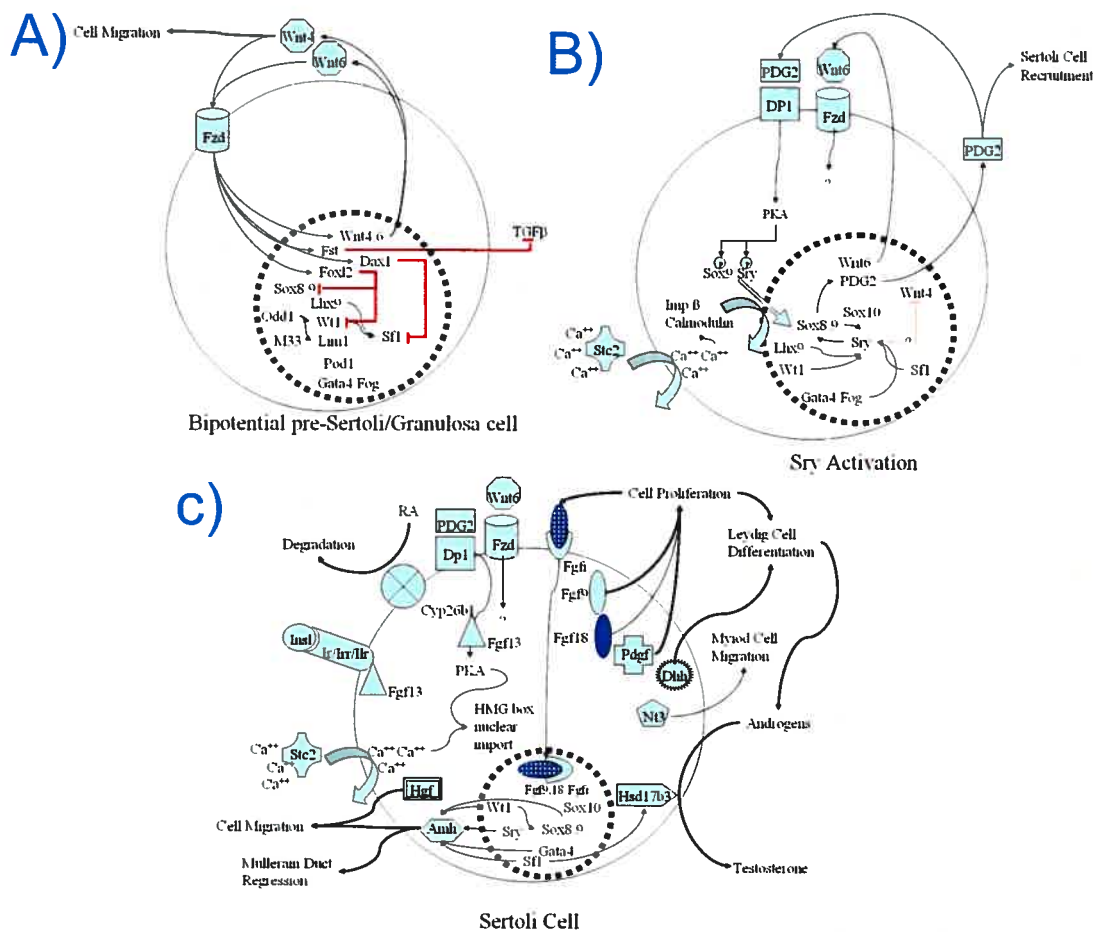 A)
Cell Migration
Wnt4
Wnt6
Fzd
Wnt4 6
Fst
TGFβ
Dax1
Foxl2
Sox8 9
Lhx9
Odd1
Wt1
Sf1
M33
Lim1
Pod1
Gata4 Fog
Bipotential pre-Sertoli/Granulosa cell
B)
PDG2
Wnt6
Sertoli Cell
Recruitment
DP1
Fzd
PDG2
?
PKA
Sox9
Sry
Wnt6
PDG2
Wnt4
Imp ß
Calmodulin
Sox10
Sox8 9
Ca++
Ca++
Stc2
Ca++
Ca++ Ca++
Ca++
Lhx9
Sry
?
Wt1
Sf1
Gata4 Fog
Sry Activation
c)
RA
Degradation
PDG2
Wnt6
Dp1
Fzd
Cell Proliferation
Leydig Cell
Differentiation
Fgfr
Fgf9
Cyp26b1
?
Fgf13
Fgf18
Insl
Ir/Irr/IIr
Fgf13
PKA
Pdgf
Dhh
Myiod Cell
Migration
Nt3
Androgens
HMG box
nuclear
import
Ca++
Stc2
Ca++
Ca++
Ca++ Ca++
Ca++
Hgf
Fgf9,18 Fgfr
Hsd17b3
Wt1
Sox10
Cell Migration
Amh
Sry
Sox8 9
Gata4
Sf1
Mulleram Duct
Regression
Testosterone
Sertoli Cell